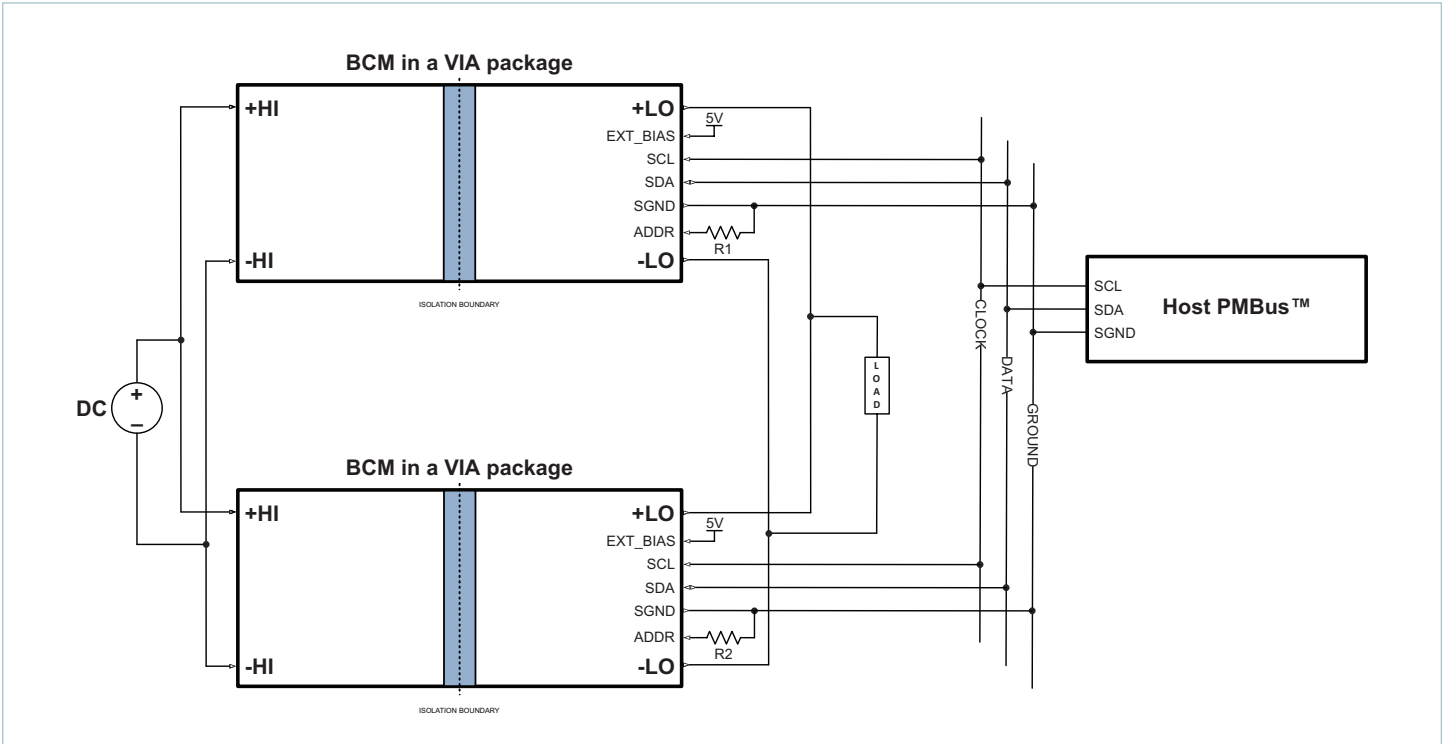 BCM in a VIA package
+HI
-HI
+LO
EXT_BIAS
SCL
SDA
SGND
ADDR
-LO
5V
R1
ISOLATION BOUNDARY
DC
+
–
LOAD
CLOCK
DATA
GROUND
SCL
SDA
SGND
Host PMBus™
BCM in a VIA package
+HI
-HI
+LO
EXT_BIAS
SCL
SDA
SGND
ADDR
-LO
5V
R2
ISOLATION BOUNDARY